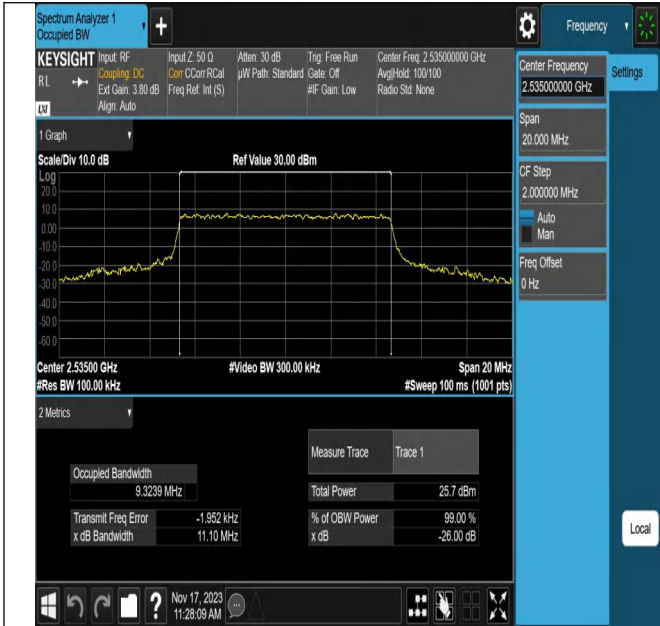 Spectrum Analyzer 1
Occupied BW
Frequency
KEYSIGHT
RL
LXI
Input: RF
Coupling: DC
Ext Gain: 3.80 dB
Align: Auto
Input Z: 50 Ω
Corr CCorr RCal
Freq Ref: Int (S)
Atten: 30 dB
µW Path: Standard
Trig: Free Run
Gate: Off
#IF Gain: Low
Center Freq: 2.535000000 GHz
Avg|Hold: 100/100
Radio Std: None
Center Frequency
2.535000000 GHz
Settings
Span
20.000 MHz
CF Step
2.000000 MHz
Auto
Man
Freq Offset
0 Hz
1 Graph
Scale/Div 10.0 dB
Ref Value 30.00 dBm
Log
20.0
10.0
0.00
-10.0
-20.0
-30.0
-40.0
-50.0
-60.0
Center 2.53500 GHz
#Video BW 300.00 kHz
Span 20 MHz
#Res BW 100.00 kHz
#Sweep 100 ms (1001 pts)
2 Metrics
Measure Trace Trace 1
Occupied Bandwidth
9.3239 MHz
Total Power 25.7 dBm
Transmit Freq Error -1.952 kHz
% of OBW Power 99.00 %
x dB Bandwidth 11.10 MHz
x dB -26.00 dB
Local
Nov 17, 2023
11:28:09 AM